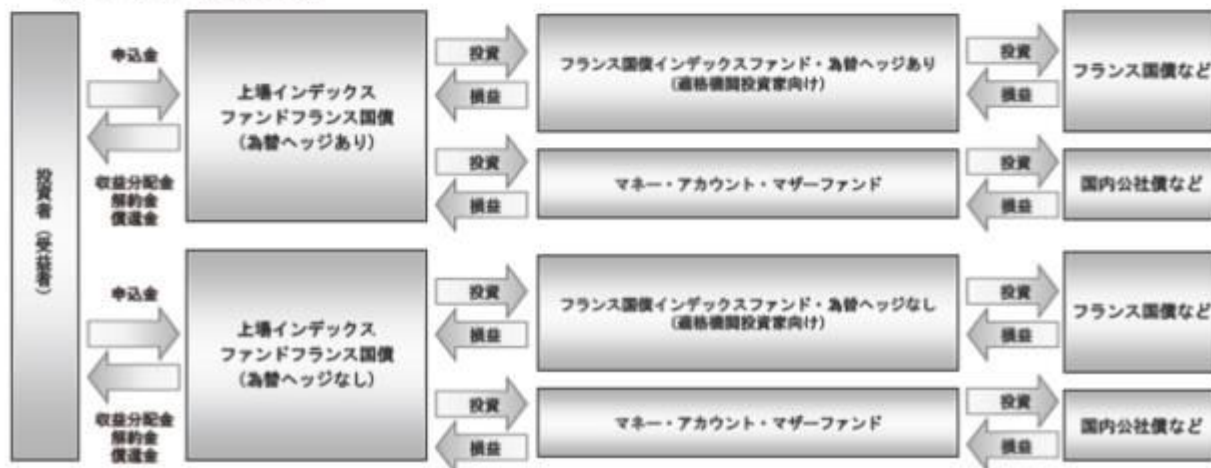 投資者（受益者）
申込金
収益分配金
解約金
償還金
上場インデックス
ファンドフランス国債
（為替ヘッジあり）
投資
損益
フランス国債インデックスファンド・為替ヘッジあり
（適格機関投資家向け）
投資
損益
フランス国債など
投資
損益
マネー・アカウント・マザーファンド
投資
損益
国内公社債など
申込金
収益分配金
解約金
償還金
上場インデックス
ファンドフランス国債
（為替ヘッジなし）
投資
損益
フランス国債インデックスファンド・為替ヘッジなし
（適格機関投資家向け）
投資
損益
フランス国債など
投資
損益
マネー・アカウント・マザーファンド
投資
損益
国内公社債など